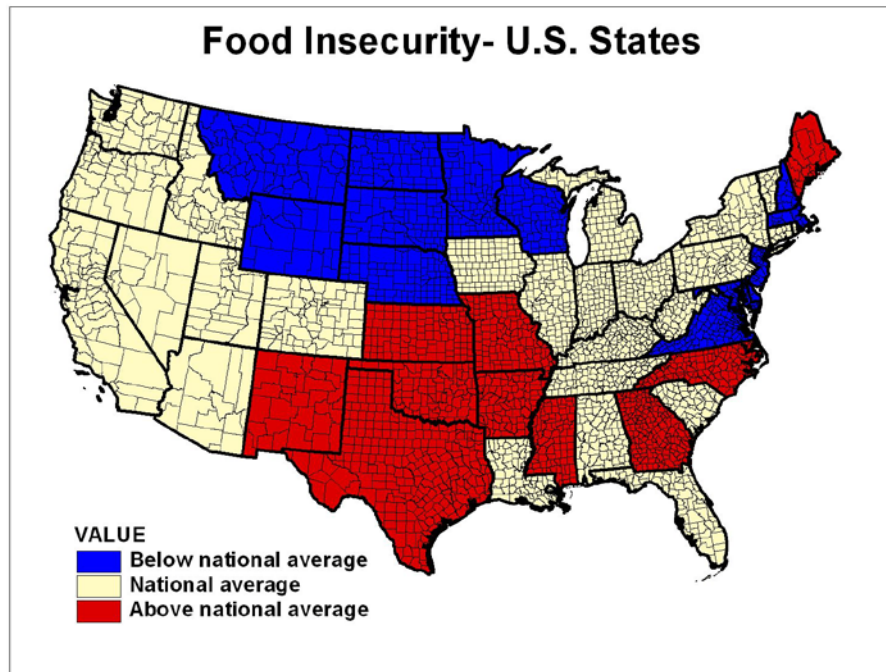 Food Insecurity- U.S. States
VALUE
Below national average
National average
Above national average